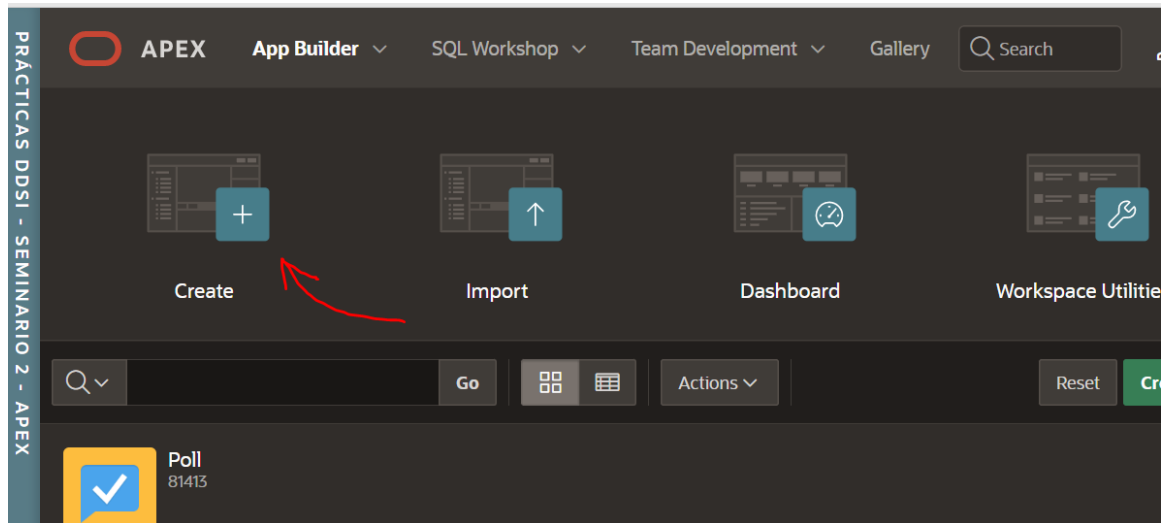 PRÁCTICAS DDSI - SEMINARIO 2 - APEX
APEX App Builder SQL Workshop Team Development Gallery Search
Create Import Dashboard Workspace Utilitie
Go Actions Reset Cre
Poll
81413